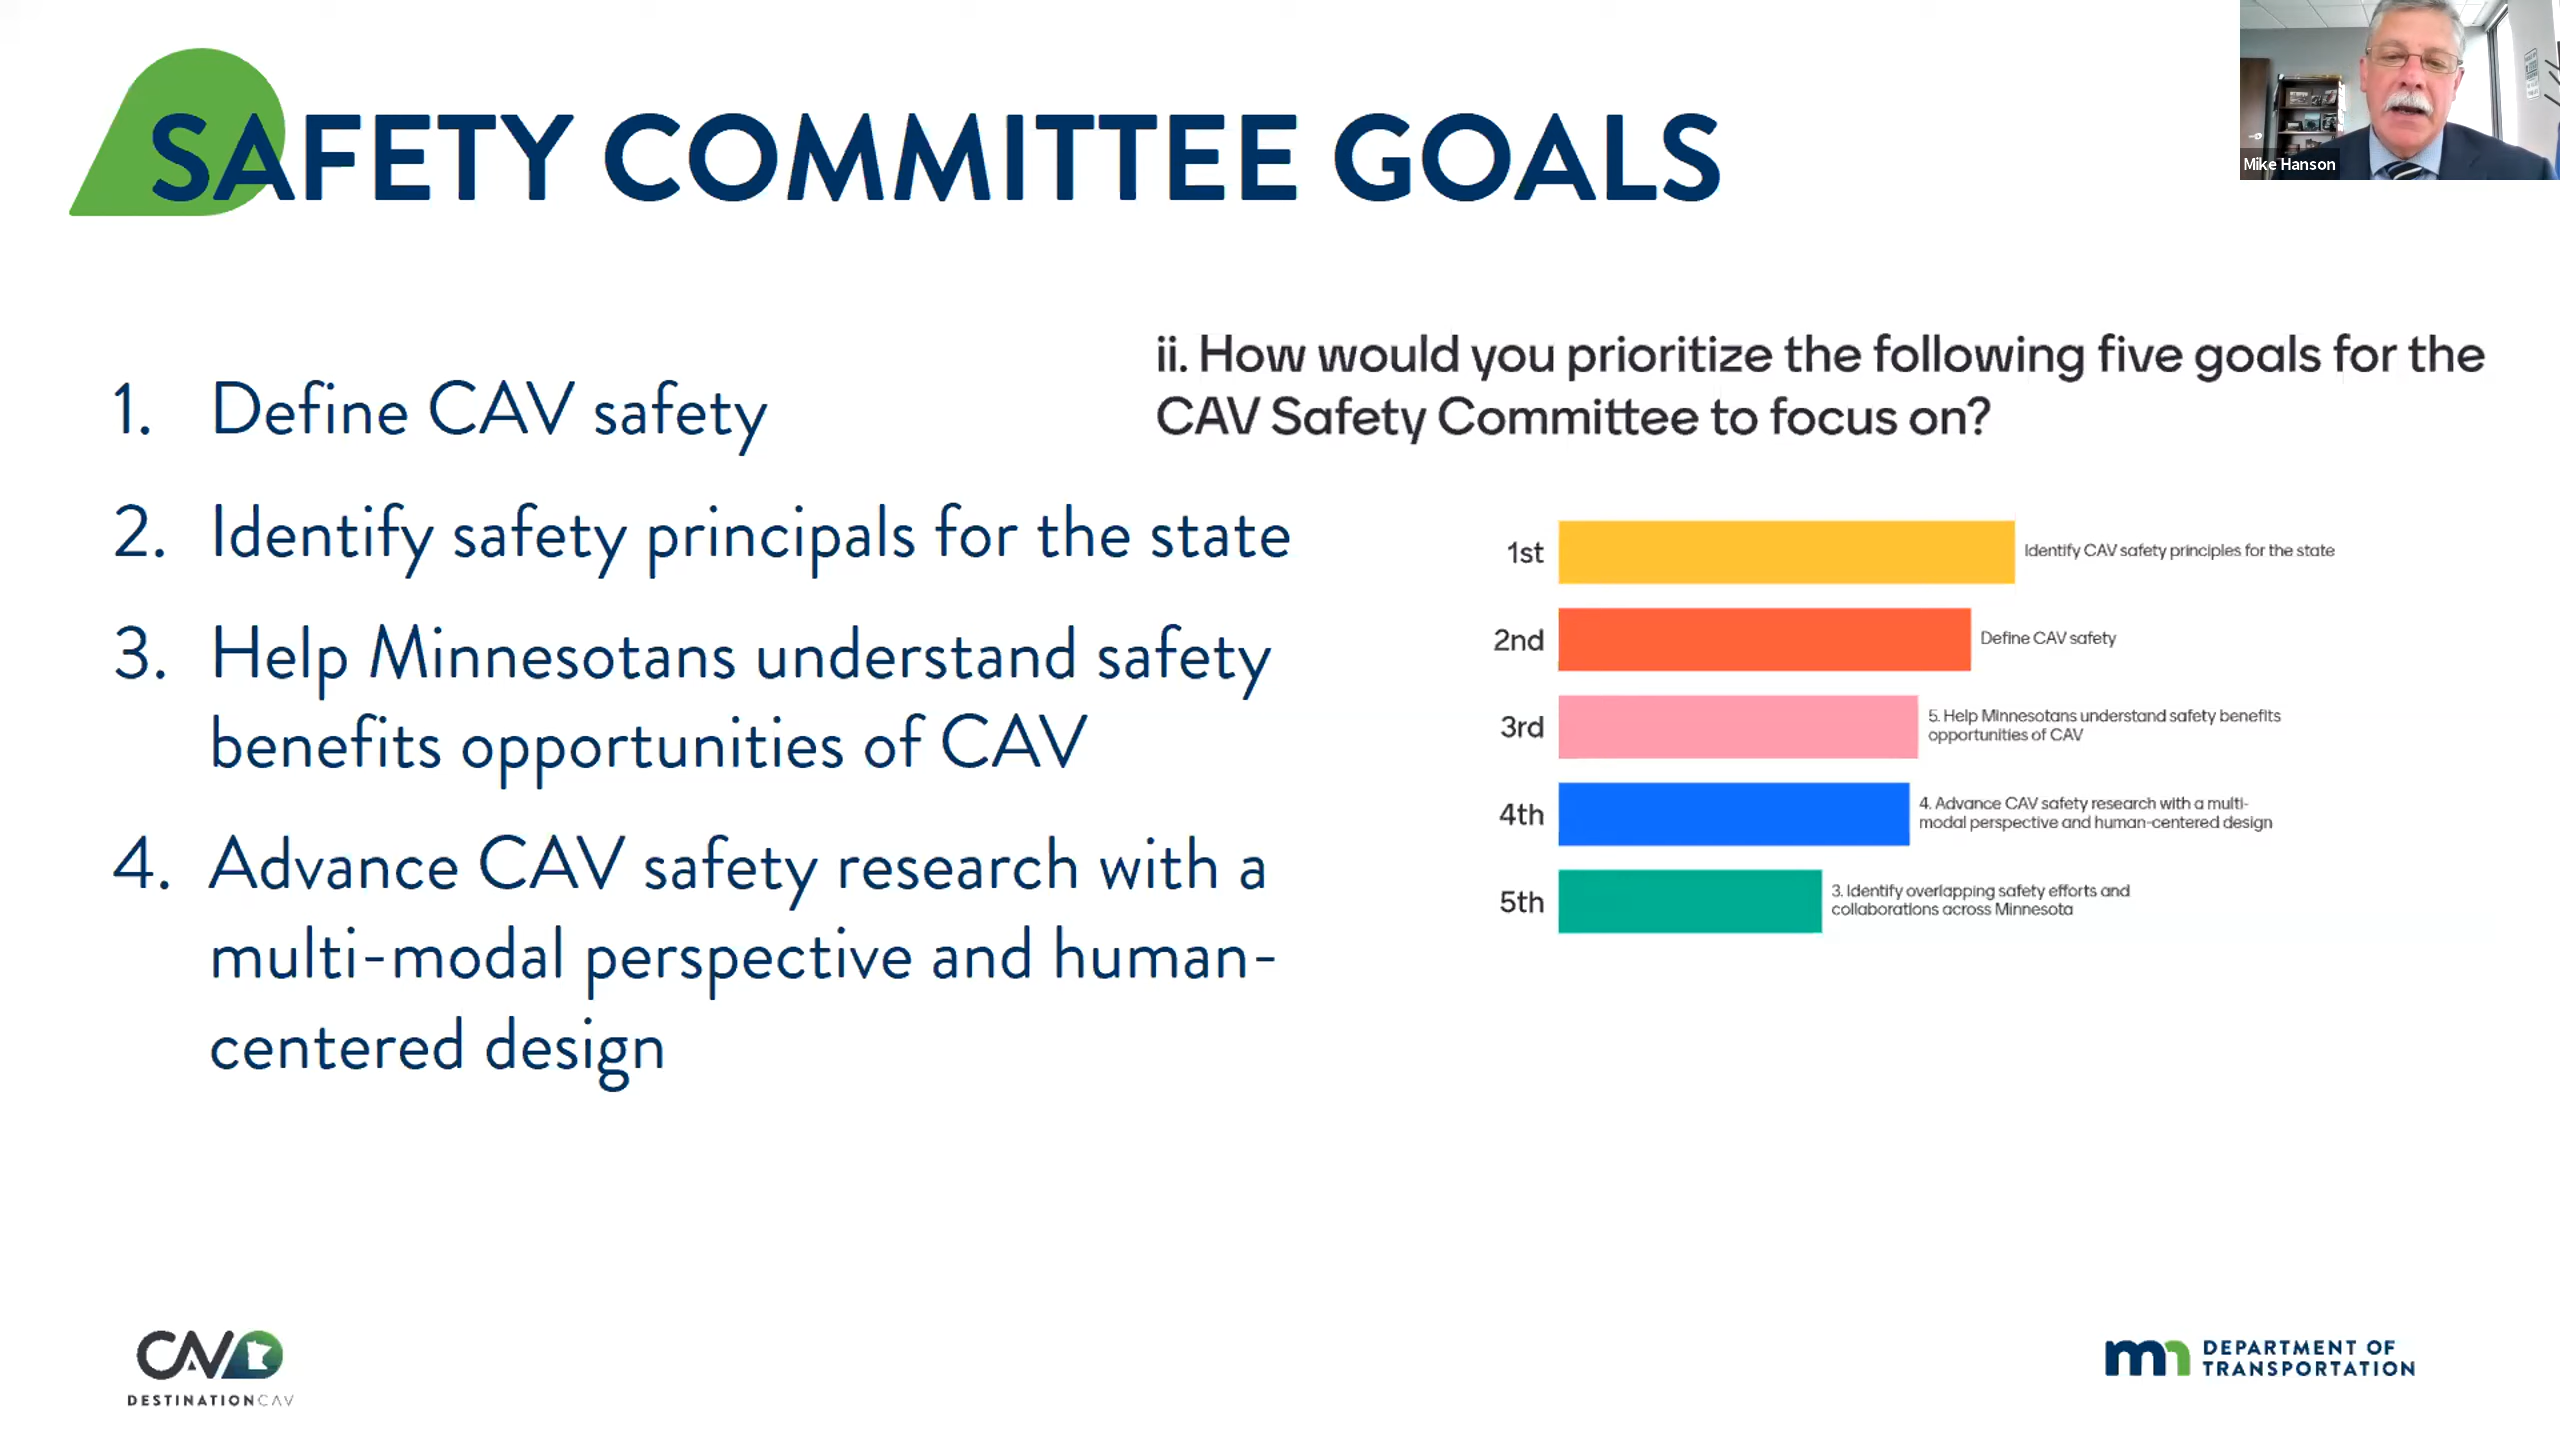 SAFETY COMMITTEE GOALS
Mike Hanson
1. Define CAV safety
2. Identify safety principals for the state
3. Help Minnesotans understand safety
benefits opportunities of CAV
4. Advance CAV safety research with a
multi-modal perspective and human-
centered design
ii. How would you prioritize the following five goals for the
CAV Safety Committee to focus on?
1st Identify CAV safety principles for the state
2nd Define CAV safety
3rd 5. Help Minnesotans understand safety benefits
opportunities of CAV
4th 4. Advance CAV safety research with a multi-
modal perspective and human-centered design
5th 3. Identify overlapping safety efforts and
collaborations across Minnesota
CAV
DESTINATIONCAV
mn DEPARTMENT OF
TRANSPORTATION